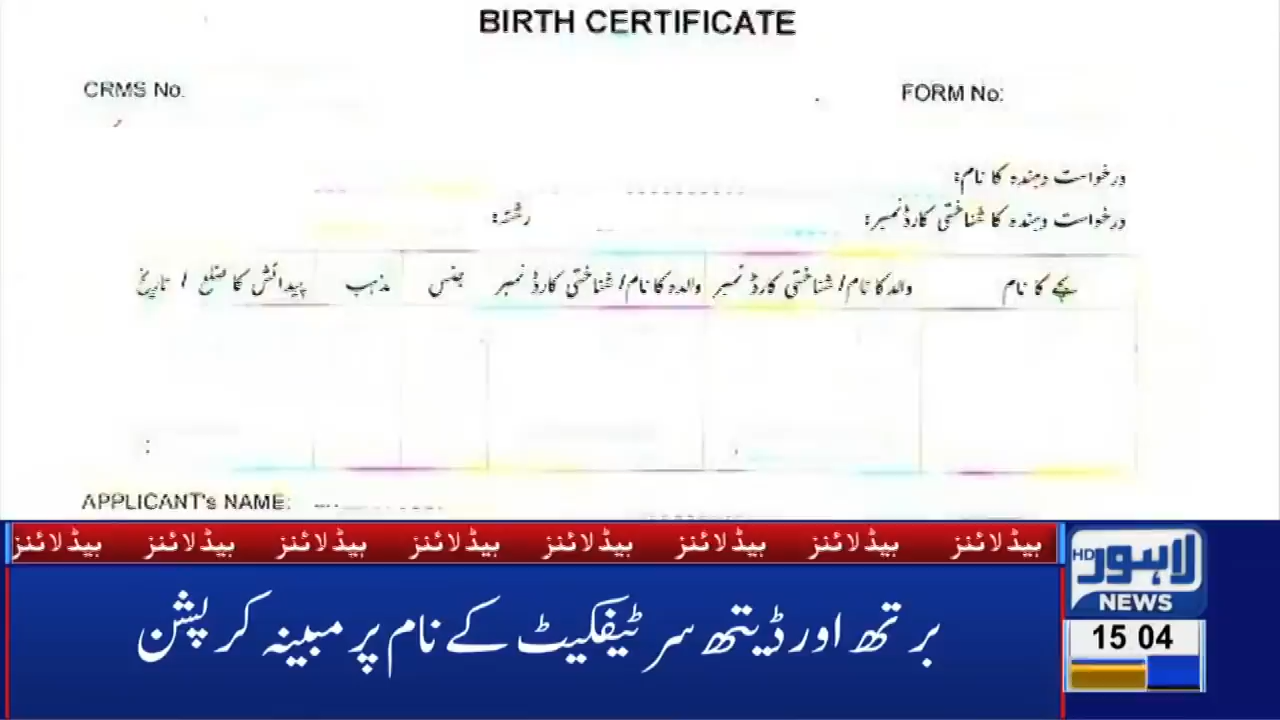 BIRTH CERTIFICATE
CRMS No.
FORM No:
درخواست دہندہ کا نام:
درخواست دہندہ کا شناختی کارڈ نمبر:
رشتہ:
بچے کا نام
والد کا نام/ شناختی کارڈ نمبر
والدہ کا نام/ شناختی کارڈ نمبر
جنس
مذہب
پیدائش کا ضلع / تاریخ
APPLICANT's NAME:
ہیڈلائنز ہیڈلائنز ہیڈلائنز ہیڈلائنز ہیڈلائنز ہیڈلائنز ہیڈلائنز ہیڈلائنز
برتھ اور ڈیتھ سرٹیفکیٹ کے نام پر مبینہ کرپشن
لاہور
HD
NEWS
15 04